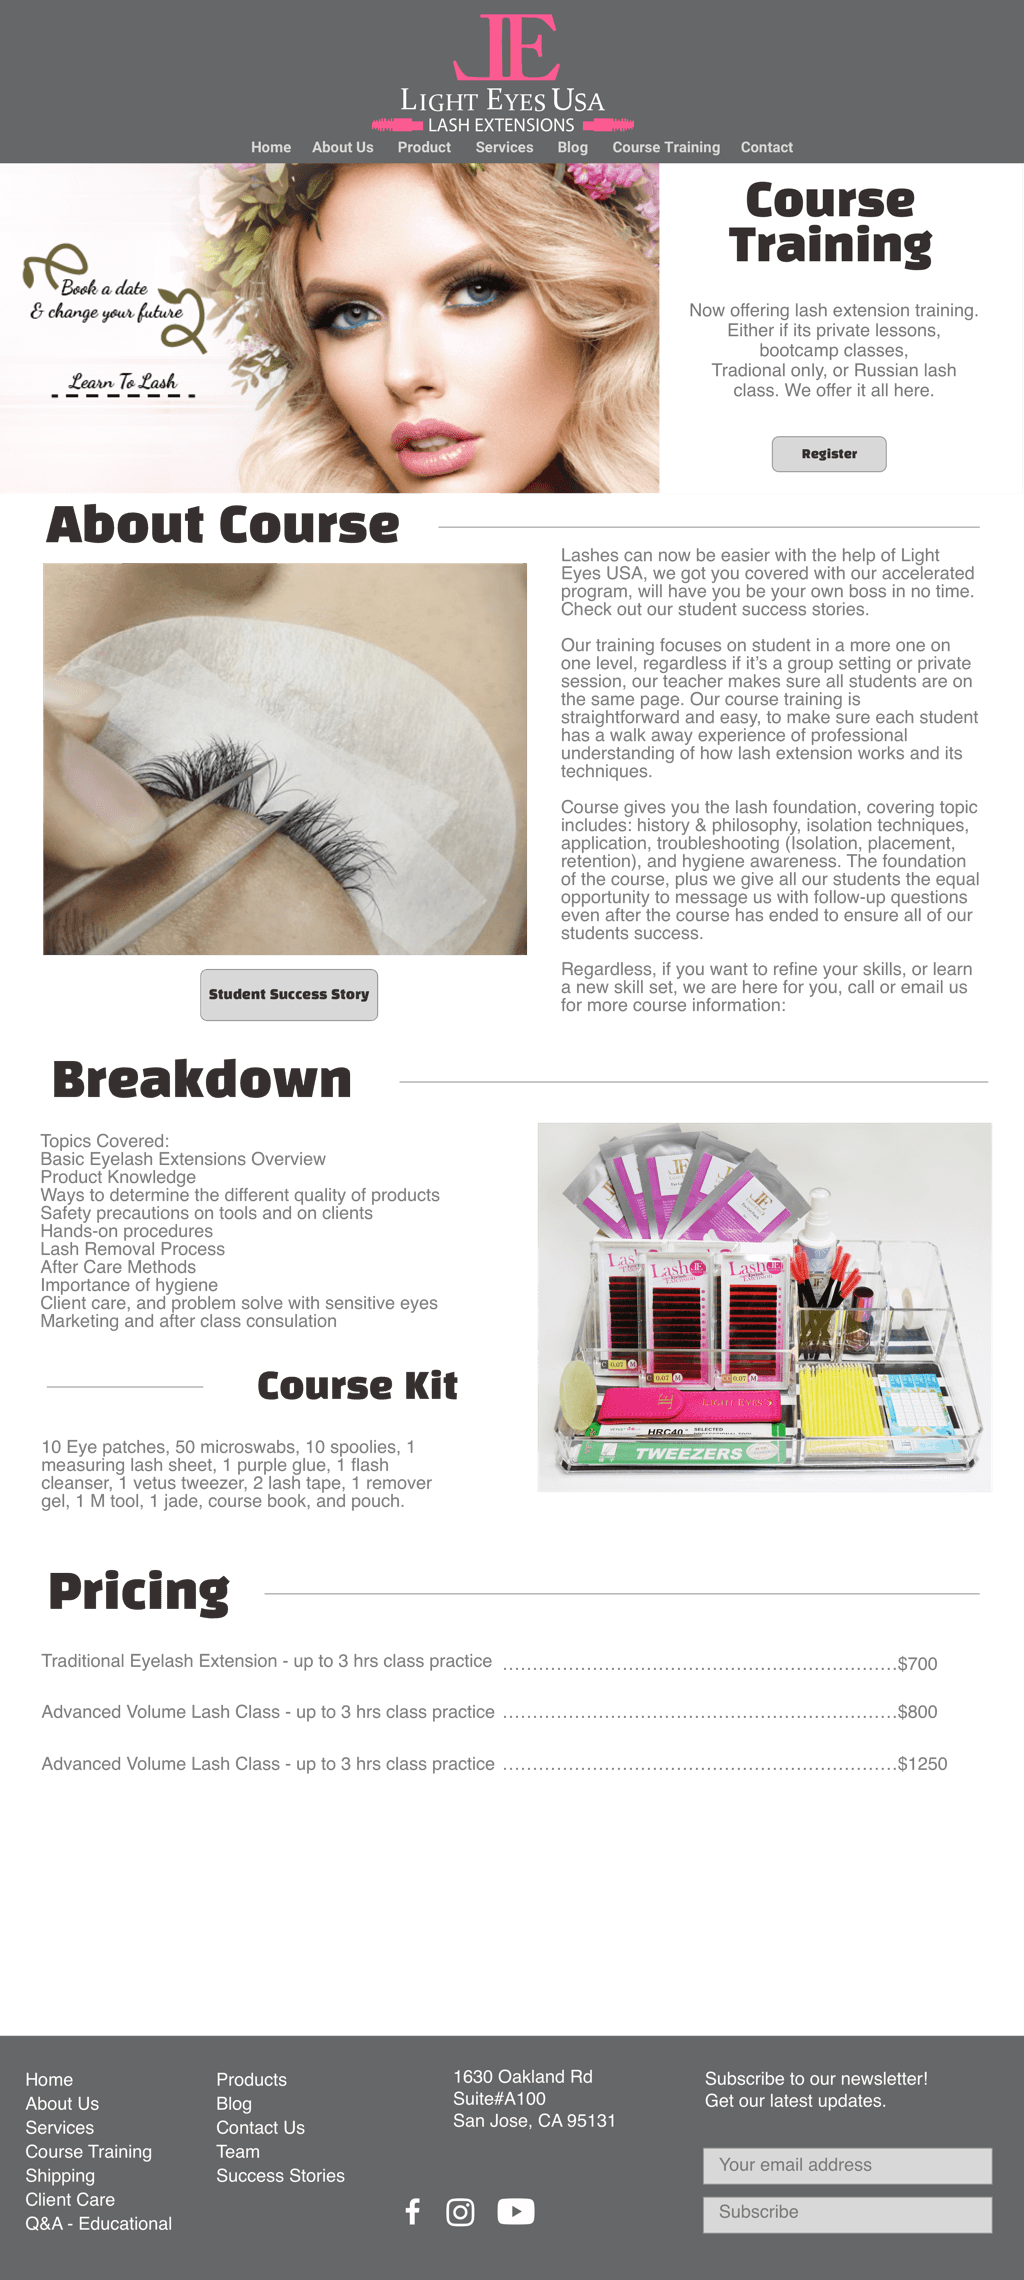 LE
LIGHT EYES USA
LASH EXTENSIONS
Home About Us Product Services Blog Course Training Contact
Book a date
& change your future
Learn To Lash
Course
Training
Now offering lash extension training.
Either if its private lessons,
bootcamp classes,
Tradional only, or Russian lash
class. We offer it all here.
Register
About Course
Lashes can now be easier with the help of Light
Eyes USA, we got you covered with our accelerated
program, will have you be your own boss in no time.
Check out our student success stories.
Our training focuses on student in a more one on
one level, regardless if it's a group setting or private
session, our teacher makes sure all students are on
the same page. Our course training is
straightforward and easy, to make sure each student
has a walk away experience of professional
understanding of how lash extension works and its
techniques.
Course gives you the lash foundation, covering topic
includes: history & philosophy, isolation techniques,
application, troubleshooting (Isolation, placement,
retention), and hygiene awareness. The foundation
of the course, plus we give all our students the equal
opportunity to message us with follow-up questions
even after the course has ended to ensure all of our
students success.
Regardless, if you want to refine your skills, or learn
a new skill set, we are here for you, call or email us
for more course information:
Student Success Story
Breakdown
Topics Covered:
Basic Eyelash Extensions Overview
Product Knowledge
Ways to determine the different quality of products
Safety precautions on tools and on clients
Hands-on procedures
Lash Removal Process
After Care Methods
Importance of hygiene
Client care, and problem solve with sensitive eyes
Marketing and after class consulation
LE
Lash LE
Extension
Lash LE
Extension
C 0.07 M
0.07 M
0.07 M
LIGHT EYES
HRC40 SELECTED
TWEEZERS
Course Kit
10 Eye patches, 50 microswabs, 10 spoolies, 1
measuring lash sheet, 1 purple glue, 1 flash
cleanser, 1 vetus tweezer, 2 lash tape, 1 remover
gel, 1 M tool, 1 jade, course book, and pouch.
Pricing
Traditional Eyelash Extension - up to 3 hrs class practice ..................................................................$700
Advanced Volume Lash Class - up to 3 hrs class practice ..................................................................$800
Advanced Volume Lash Class - up to 3 hrs class practice ..................................................................$1250
Home
About Us
Services
Course Training
Shipping
Client Care
Q&A - Educational
Products
Blog
Contact Us
Team
Success Stories
1630 Oakland Rd
Suite#A100
San Jose, CA 95131
Subscribe to our newsletter!
Get our latest updates.
Your email address
Subscribe